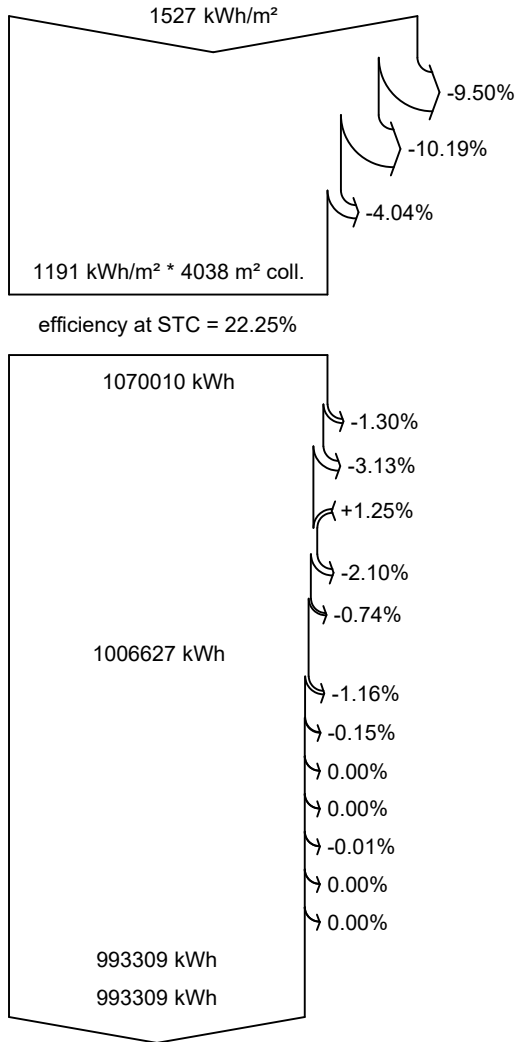 1527 kWh/m²
-9.50%
-10.19%
-4.04%
1191 kWh/m² * 4038 m² coll.
efficiency at STC = 22.25%
1070010 kWh
-1.30%
-3.13%
+1.25%
-2.10%
-0.74%
1006627 kWh
-1.16%
-0.15%
0.00%
0.00%
-0.01%
0.00%
0.00%
993309 kWh
993309 kWh